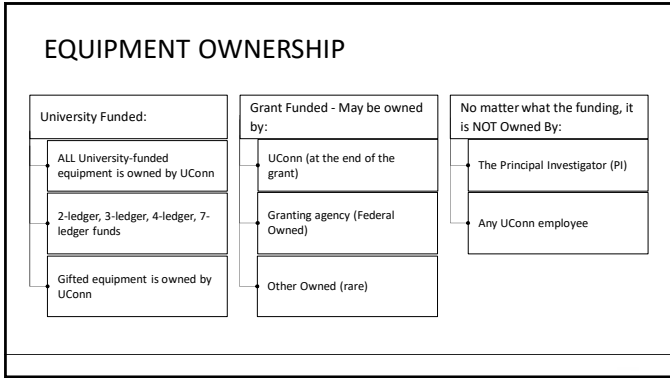 EQUIPMENT OWNERSHIP
University Funded:
ALL University-funded
equipment is owned by UConn
2-ledger, 3-ledger, 4-ledger, 7-
ledger funds
Gifted equipment is owned by
UConn
Grant Funded - May be owned
by:
UConn (at the end of the
grant)
Granting agency (Federal
Owned)
Other Owned (rare)
No matter what the funding, it
is NOT Owned By:
The Principal Investigator (PI)
Any UConn employee